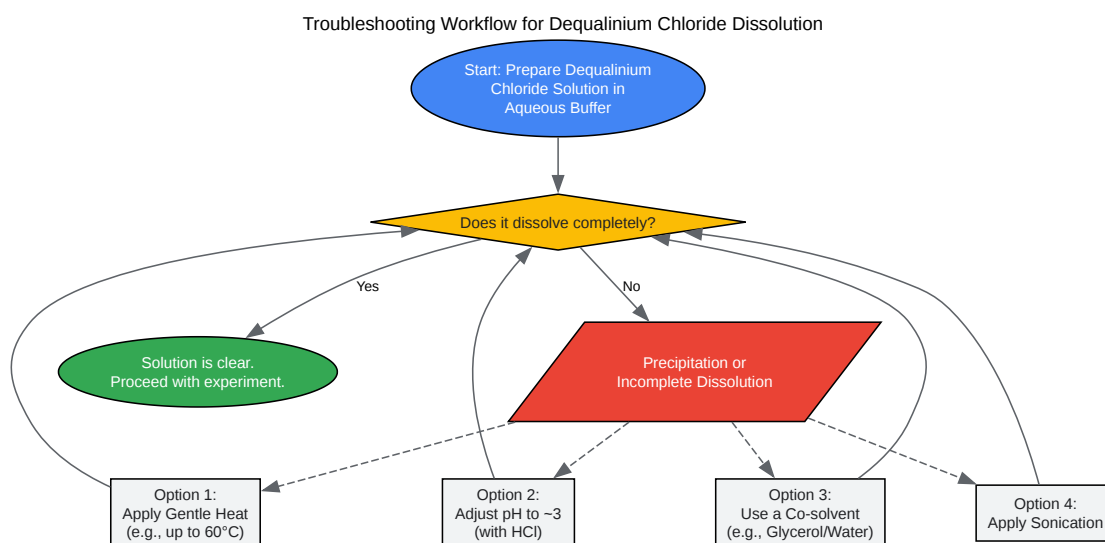 Troubleshooting Workflow for Dequalinium Chloride Dissolution
Start: Prepare Dequalinium
Chloride Solution in
Aqueous Buffer
Does it dissolve completely?
Yes
No
Solution is clear.
Proceed with experiment.
Precipitation or
Incomplete Dissolution
Option 1:
Apply Gentle Heat
(e.g., up to 60°C)
Option 2:
Adjust pH to ~3
(with HCl)
Option 3:
Use a Co-solvent
(e.g., Glycerol/Water)
Option 4:
Apply Sonication